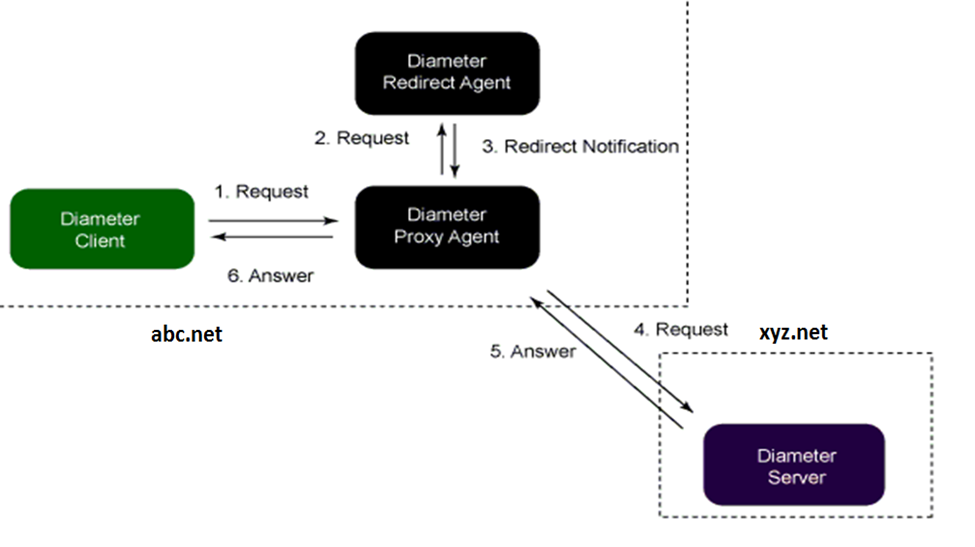 Diameter
Redirect Agent
2. Request
3. Redirect Notification
1. Request
Diameter
Client
Diameter
Proxy Agent
6. Answer
abc.net
4. Request
xyz.net
5. Answer
Diameter
Server